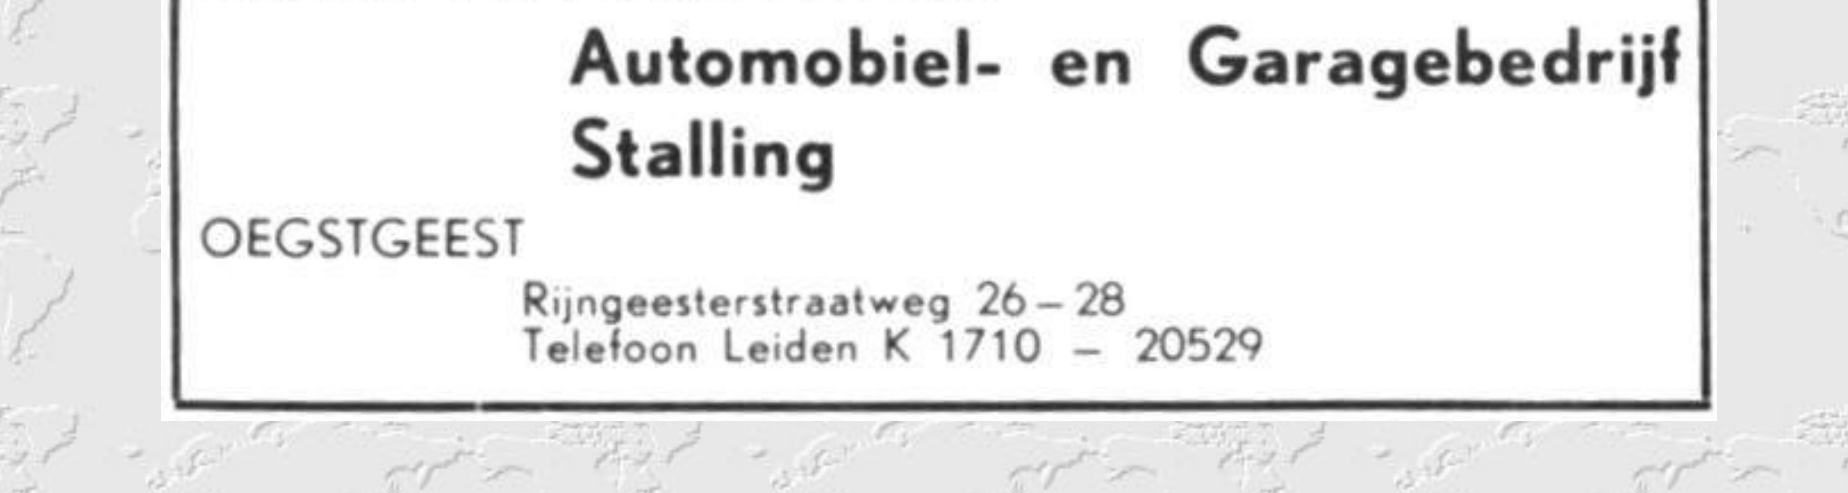 Automobiel- en Garagebedrijf
Stalling
OEGSTGEEST
Rijngeesterstraatweg 26 – 28
Telefoon Leiden K 1710 – 20529